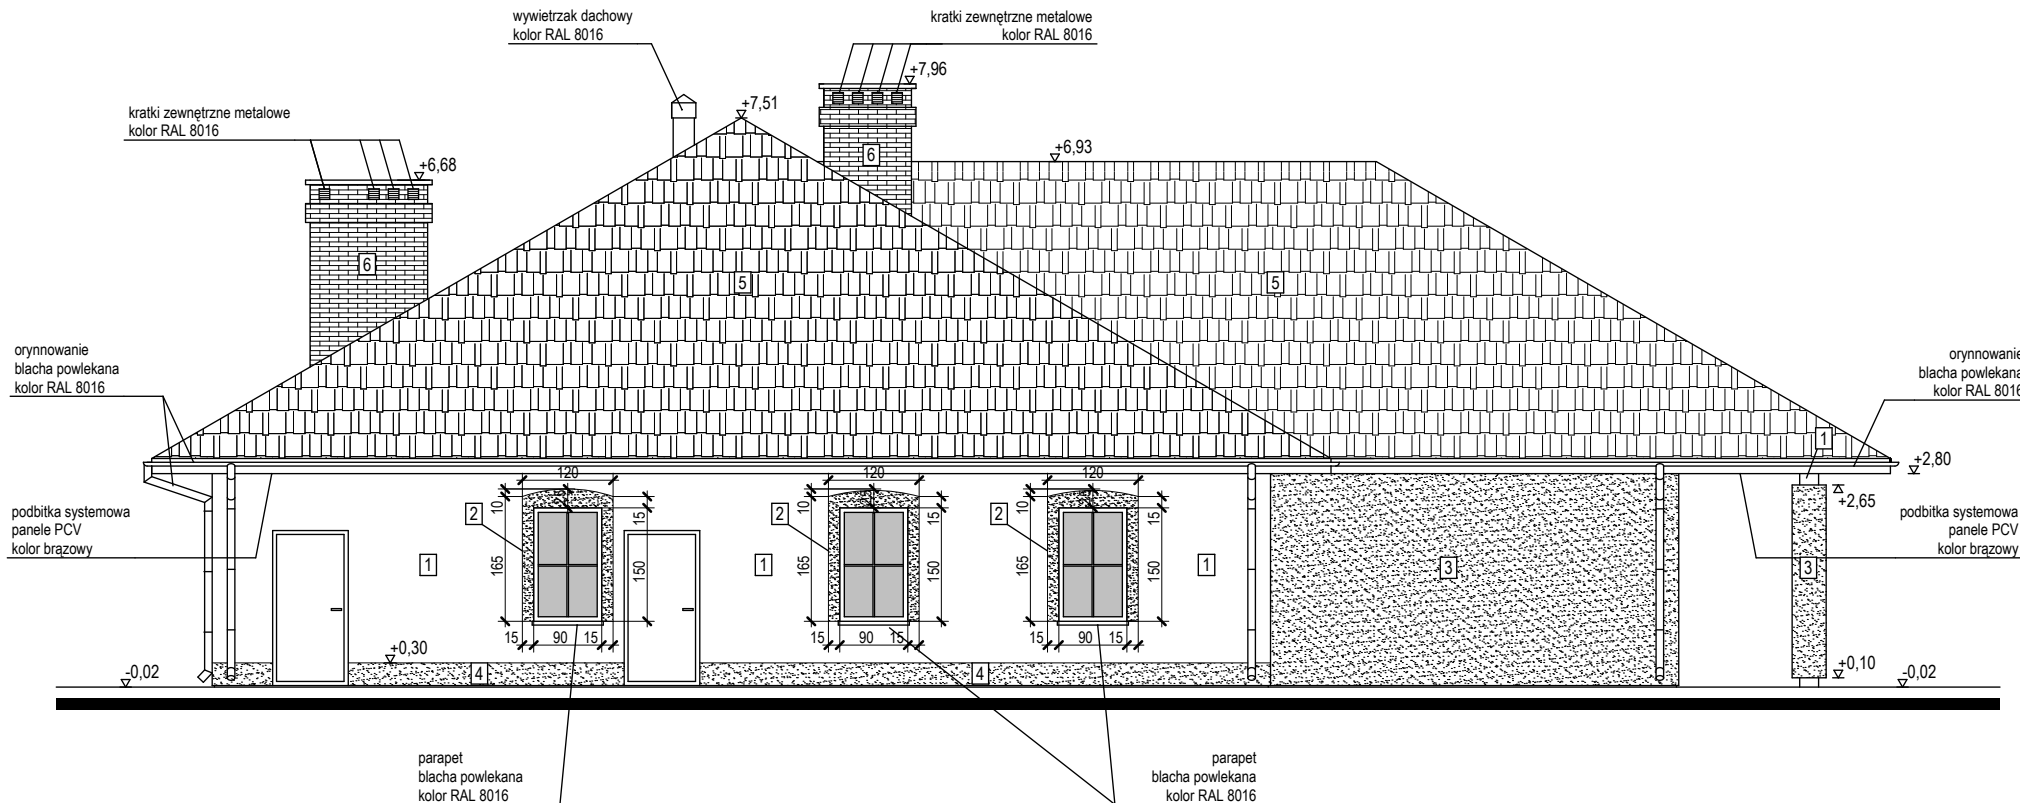 wywietrzak dachowy
kolor RAL 8016
kratki zewnętrzne metalowe
kolor RAL 8016
+7,96
+7,51
kratki zewnętrzne metalowe
kolor RAL 8016
+6,68
6
+6,93
6
5
5
orynnowanie
blacha powlekana
kolor RAL 8016
orynnowanie
blacha powlekana
kolor RAL 8016
1
+2,80
+2,65
podbitka systemowa
panele PCV
kolor brązowy
podbitka systemowa
panele PCV
kolor brązowy
120
10
15
2
165
150
15 90 15
120
10
15
2
165
150
15 90 15
120
10
15
2
165
150
15 90 15
1
1
1
3
3
+0,30
4
4
-0,02
+0,10
-0,02
parapet
blacha powlekana
kolor RAL 8016
parapet
blacha powlekana
kolor RAL 8016